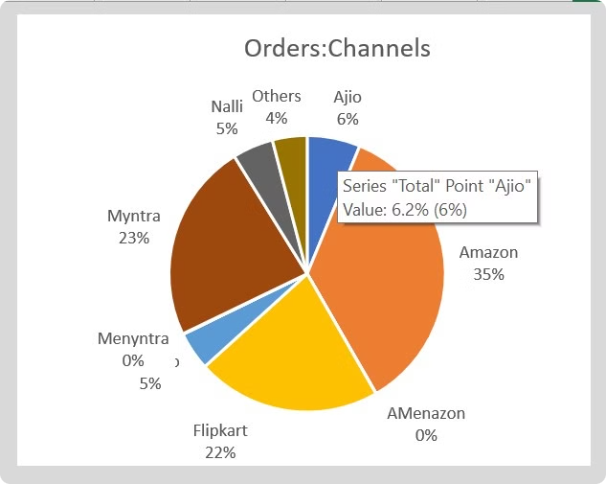 Orders:Channels
Others
Ajio
Nalli
4%
6%
5%
Series "Total" Point "Ajio"
Value: 6.2% (6%)
Myntra
23%
Amazon
35%
Menyntra
0%
5%
AMenazon
0%
Flipkart
22%